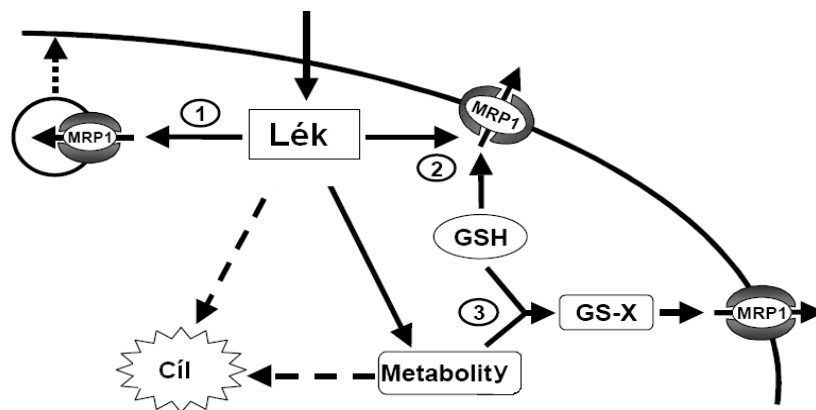 1
MRP1
Lék
MRP1
2
GSH
3
GS-X
MRP1
Cíl
Metabolity